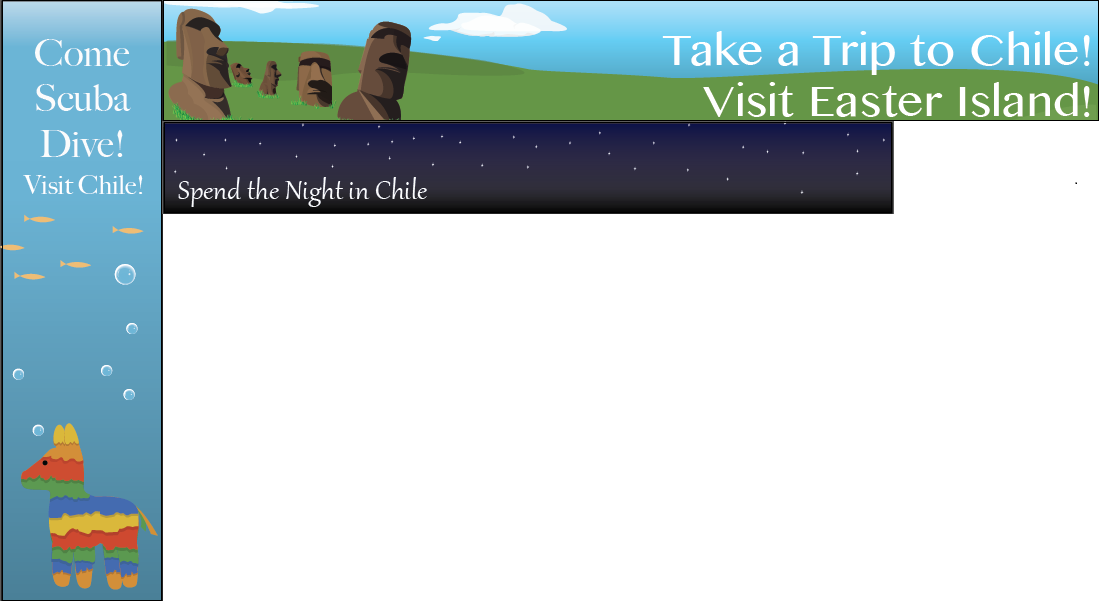 Come
Scuba
Dive!
Visit Chile!
Take a Trip to Chile!
Visit Easter Island!
Spend the Night in Chile